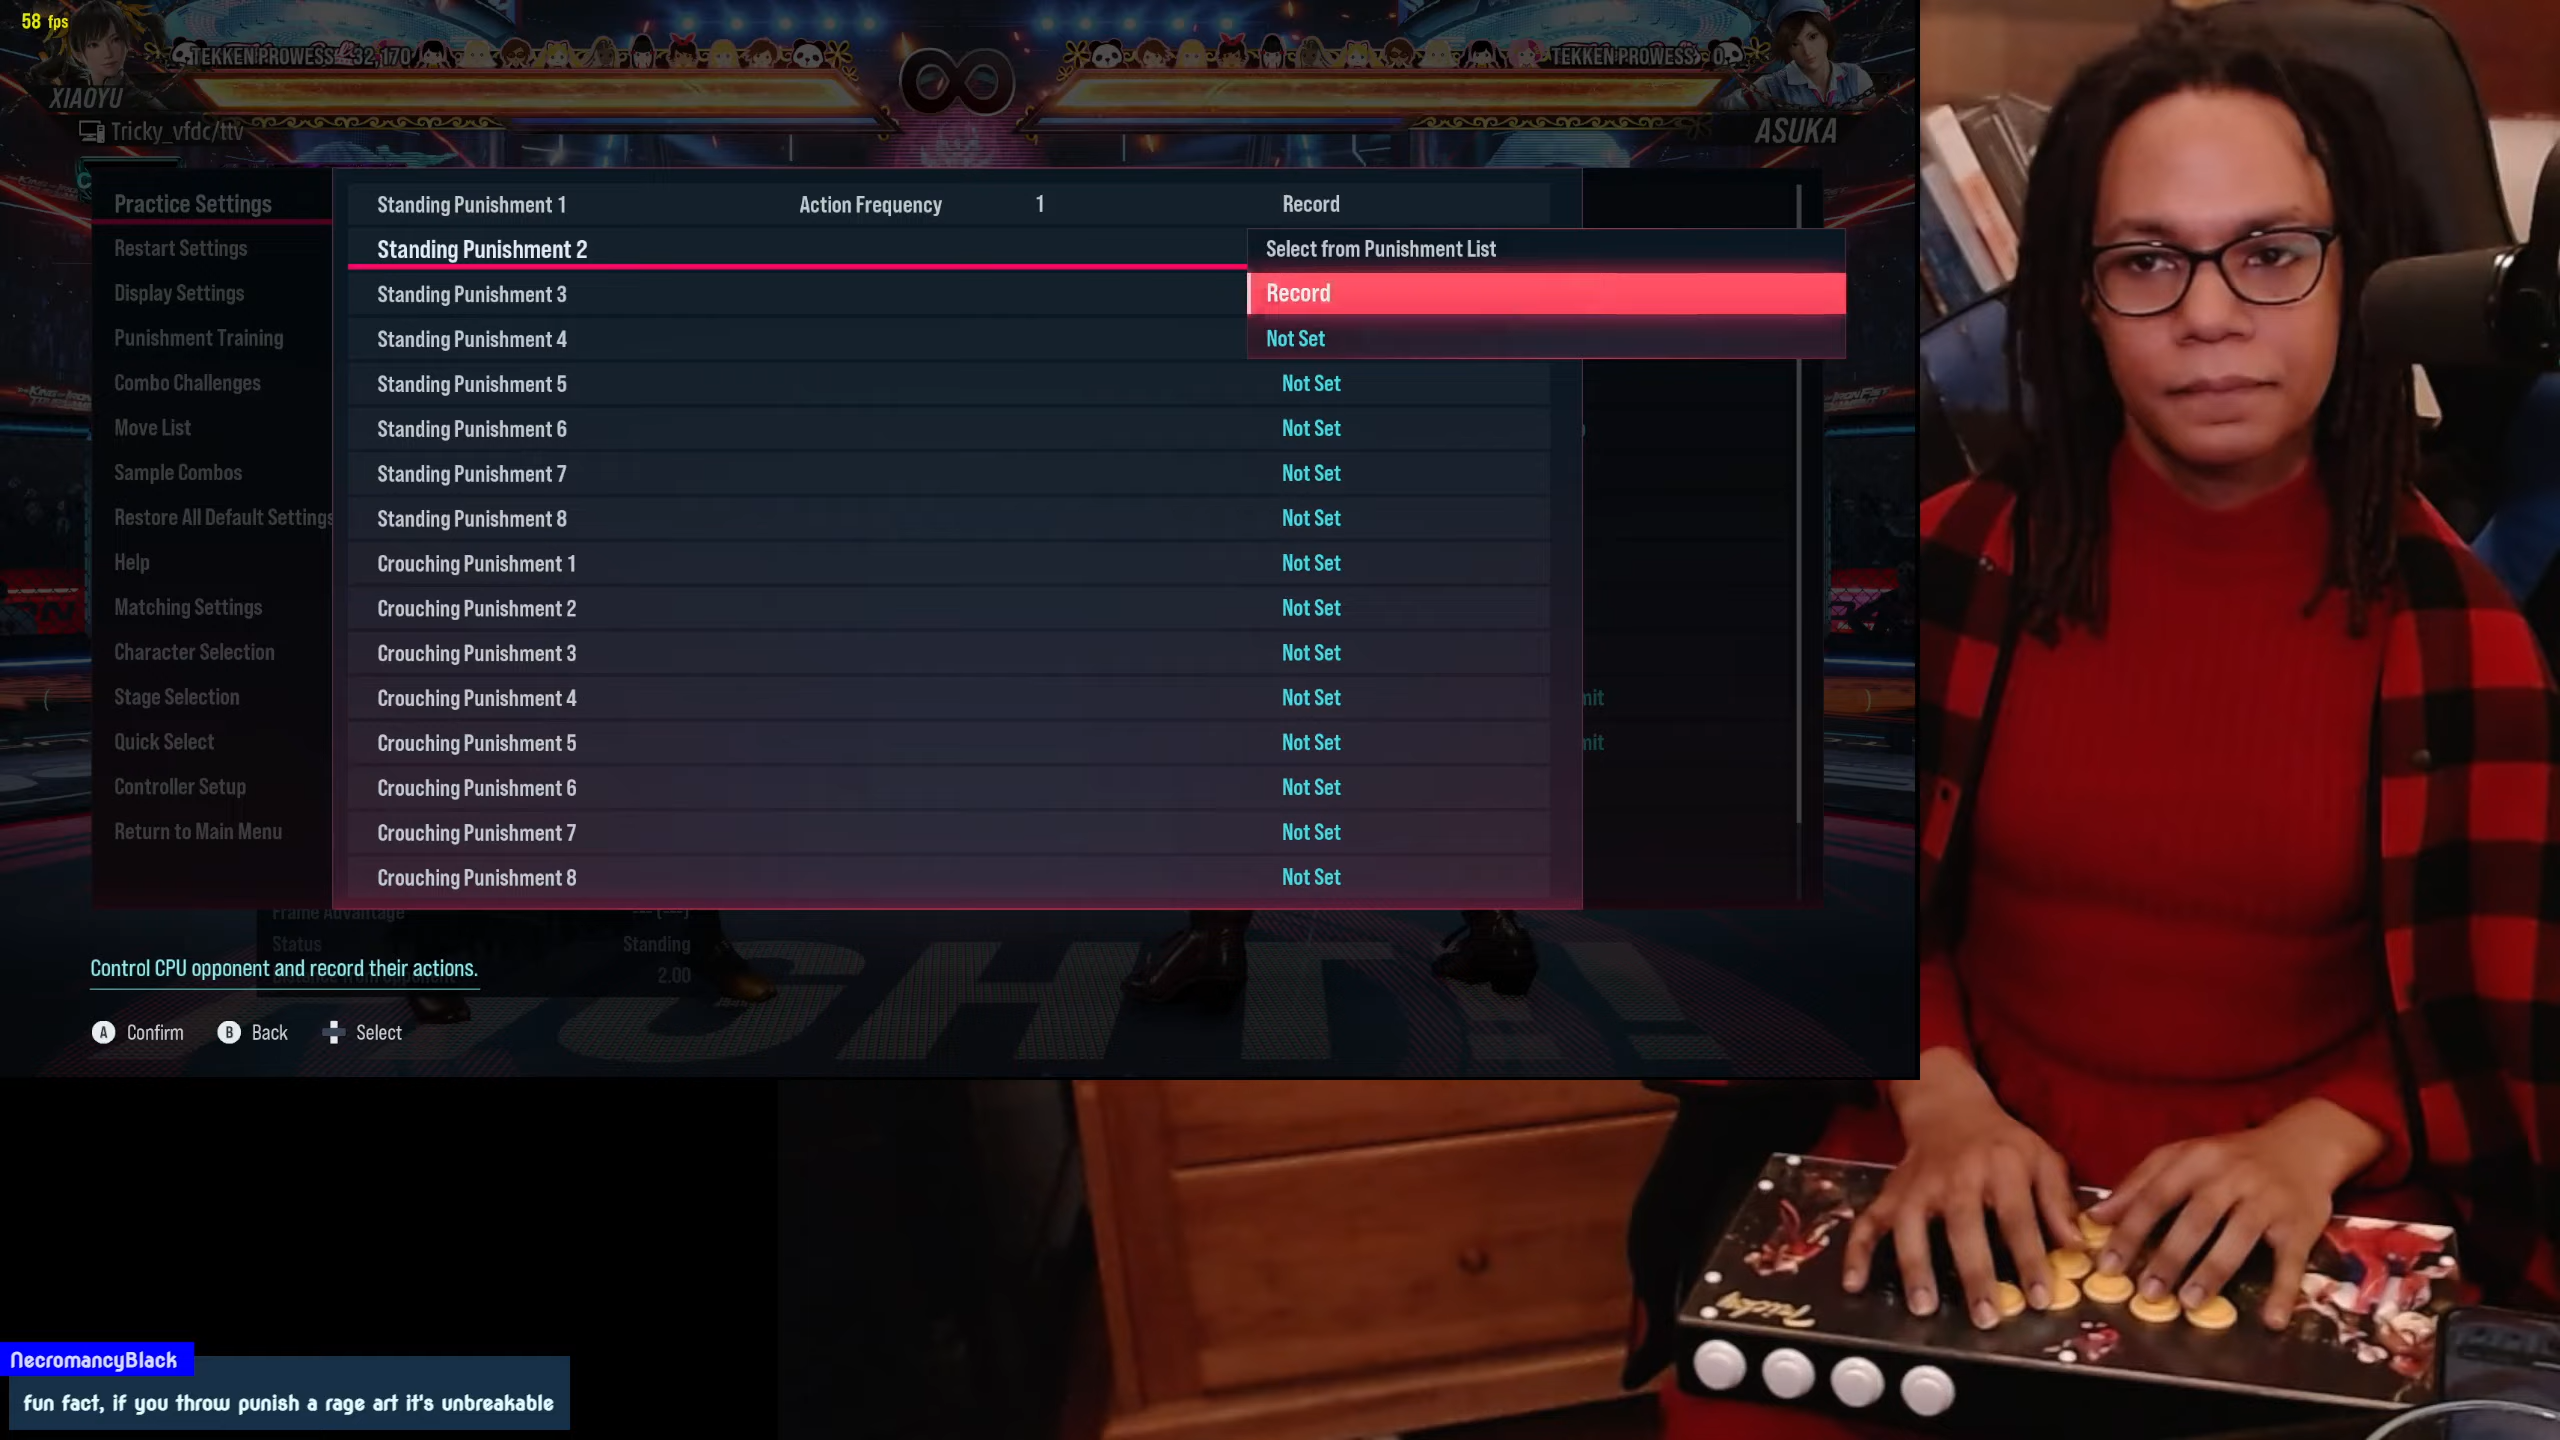 58 fps
TEKKEN PROWESS 32,170
TEKKEN PROWESS 0
XIAOYU
ASUKA
Tricky_vfdc/ttv
Practice Settings
Restart Settings
Display Settings
Punishment Training
Combo Challenges
Move List
Sample Combos
Restore All Default Settings
Help
Matching Settings
Character Selection
Stage Selection
Quick Select
Controller Setup
Return to Main Menu
Standing Punishment 1 Action Frequency 1 Record
Standing Punishment 2
Select from Punishment List
Standing Punishment 3
Record
Standing Punishment 4
Not Set
Standing Punishment 5 Not Set
Standing Punishment 6 Not Set
Standing Punishment 7 Not Set
Standing Punishment 8 Not Set
Crouching Punishment 1 Not Set
Crouching Punishment 2 Not Set
Crouching Punishment 3 Not Set
Crouching Punishment 4 Not Set
Crouching Punishment 5 Not Set
Crouching Punishment 6 Not Set
Crouching Punishment 7 Not Set
Crouching Punishment 8 Not Set
Frame Advantage
Status Standing
Distance from opponent 2.00
Control CPU opponent and record their actions.
A Confirm B Back Select
Tricky
NecromancyBlack
fun fact, if you throw punish a rage art it's unbreakable